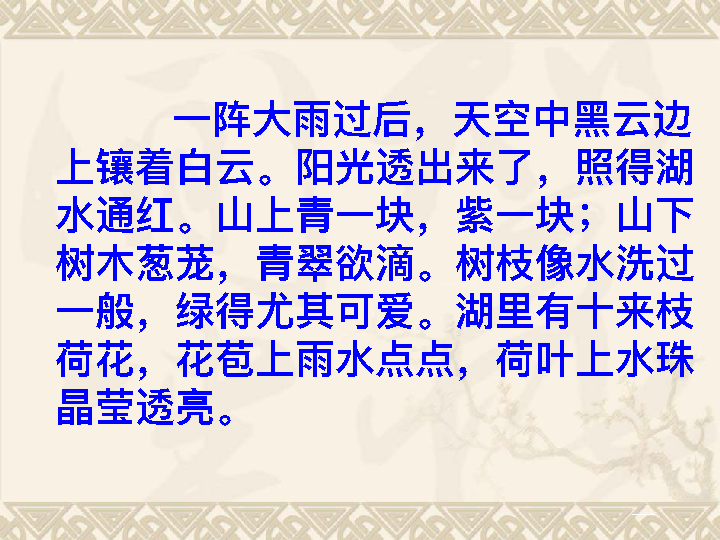 一阵大雨过后，天空中黑云边
上镶着白云。阳光透出来了，照得湖
水通红。山上青一块，紫一块；山下
树木葱茏，青翠欲滴。树枝像水洗过
一般，绿得尤其可爱。湖里有十来枝
荷花，花苞上雨水点点，荷叶上水珠
晶莹透亮。